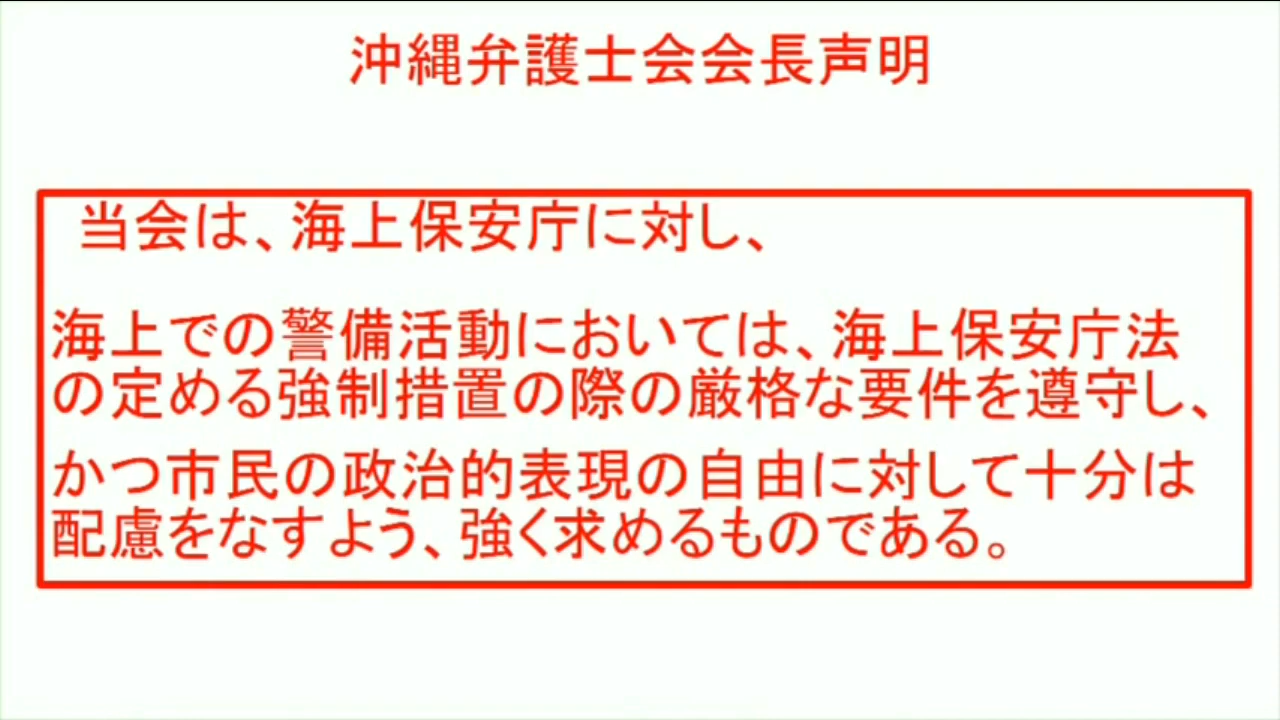 沖縄弁護士会会長声明
当会は、海上保安庁に対し、
海上での警備活動においては、海上保安庁法
の定める強制措置の際の厳格な要件を遵守し、
かつ市民の政治的表現の自由に対して十分は
配慮をなすよう、強く求めるものである。